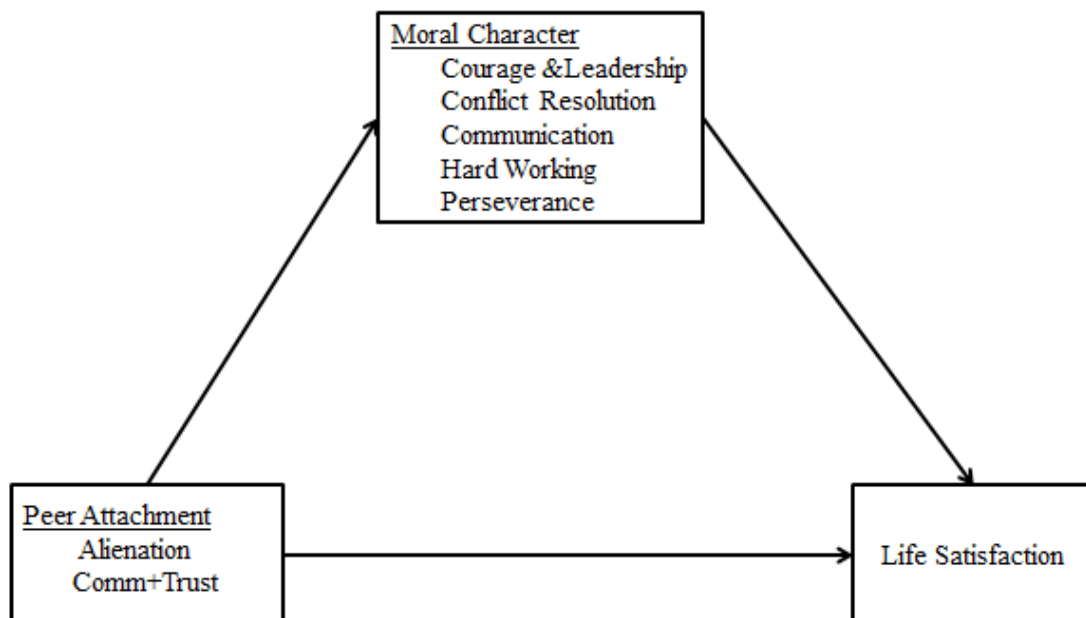 Moral Character
Courage &Leadership
Conflict Resolution
Communication
Hard Working
Perseverance
Peer Attachment
Alienation
Comm+Trust
Life Satisfaction